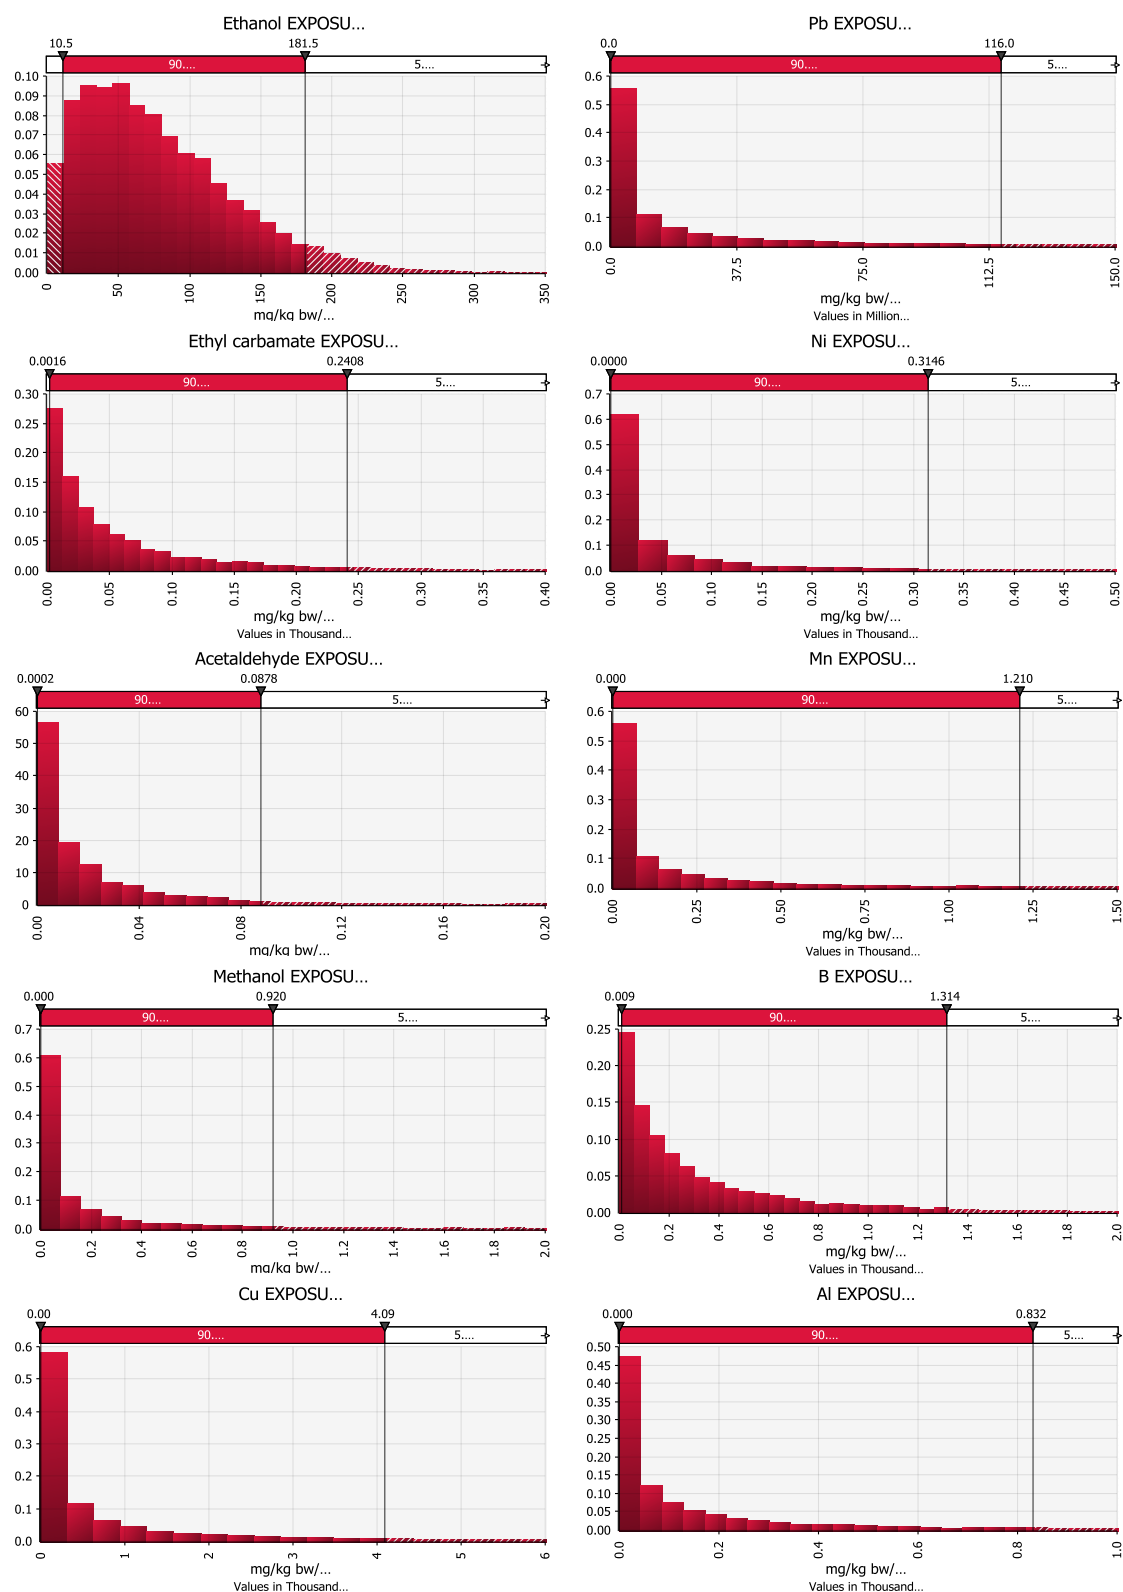 Ethanol EXPOSU...
10.5 181.5
90.... 5....
0.10
0.09
0.08
0.07
0.06
0.05
0.04
0.03
0.02
0.01
0.00
0 50 100 150 200 250 300 350
mg/kg bw/...
Pb EXPOSU...
0.0 116.0
90.... 5....
0.6
0.5
0.4
0.3
0.2
0.1
0.0
0.0 37.5 75.0 112.5 150.0
mg/kg bw/...
Values in Million...
Ethyl carbamate EXPOSU...
0.0016 0.2408
90.... 5....
0.30
0.25
0.20
0.15
0.10
0.05
0.00
0.00 0.05 0.10 0.15 0.20 0.25 0.30 0.35 0.40
mg/kg bw/...
Values in Thousand...
Ni EXPOSU...
0.0000 0.3146
90.... 5....
0.7
0.6
0.5
0.4
0.3
0.2
0.1
0.0
0.00 0.05 0.10 0.15 0.20 0.25 0.30 0.35 0.40 0.45 0.50
mg/kg bw/...
Values in Thousand...
Acetaldehyde EXPOSU...
0.0002 0.0878
90.... 5....
60
50
40
30
20
10
0
0.00 0.04 0.08 0.12 0.16 0.20
mg/kg bw/...
Mn EXPOSU...
0.000 1.210
90.... 5....
0.6
0.5
0.4
0.3
0.2
0.1
0.0
0.00 0.25 0.50 0.75 1.00 1.25 1.50
mg/kg bw/...
Values in Thousand...
Methanol EXPOSU...
0.000 0.920
90.... 5....
0.7
0.6
0.5
0.4
0.3
0.2
0.1
0.0
0.0 0.2 0.4 0.6 0.8 1.0 1.2 1.4 1.6 1.8 2.0
mg/kg bw/...
B EXPOSU...
0.009 1.314
90.... 5....
0.25
0.20
0.15
0.10
0.05
0.00
0.0 0.2 0.4 0.6 0.8 1.0 1.2 1.4 1.6 1.8 2.0
mg/kg bw/...
Values in Thousand...
Cu EXPOSU...
0.00 4.09
90.... 5....
0.6
0.5
0.4
0.3
0.2
0.1
0.0
0 1 2 3 4 5 6
mg/kg bw/...
Values in Thousand...
Al EXPOSU...
0.000 0.832
90.... 5....
0.50
0.45
0.40
0.35
0.30
0.25
0.20
0.15
0.10
0.05
0.00
0.0 0.2 0.4 0.6 0.8 1.0
mg/kg bw/...
Values in Thousand...